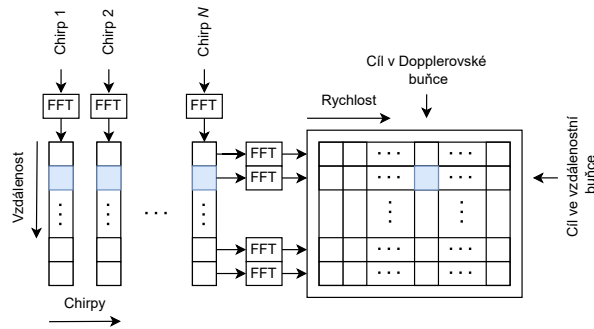 Chirp 1
Chirp 2
Chirp N
Cíl v Dopplerovské
buňce
FFT
FFT
FFT
Rychlost
Vzdálenost
FFT
FFT
FFT
FFT
Cíl ve vzdálenostní
buňce
Chirpy